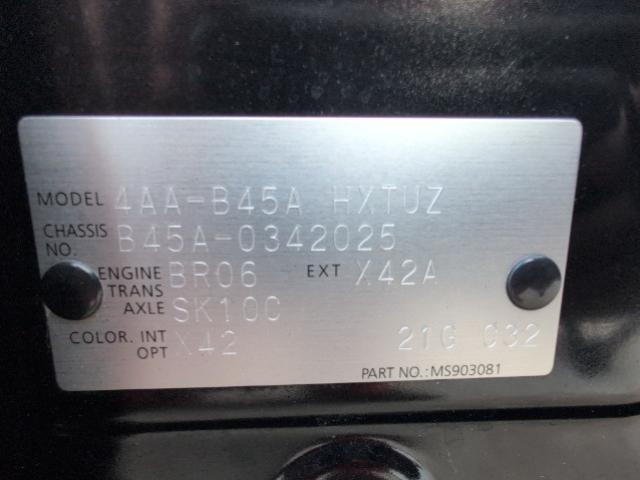 MODEL 4AA-B45A HXTUZ
CHASSIS NO. B45A-0342025
ENGINE BR06 EXT X42A
TRANS AXLE SK10C
COLOR. INT X42 21G C32
OPT
PART NO.:MS903081